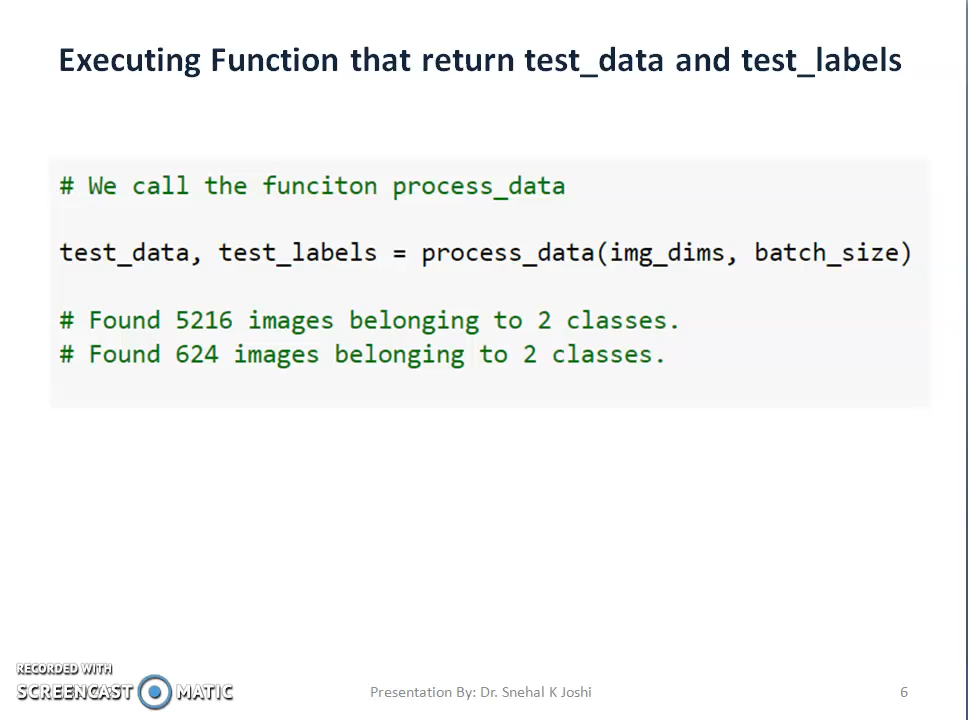 Executing Function that return test_data and test_labels
# We call the funciton process_data
test_data, test_labels = process_data(img_dims, batch_size)
# Found 5216 images belonging to 2 classes.
# Found 624 images belonging to 2 classes.
RECORDED WITH
SCREENCAST MATIC
Presentation By: Dr. Snehal K Joshi
6